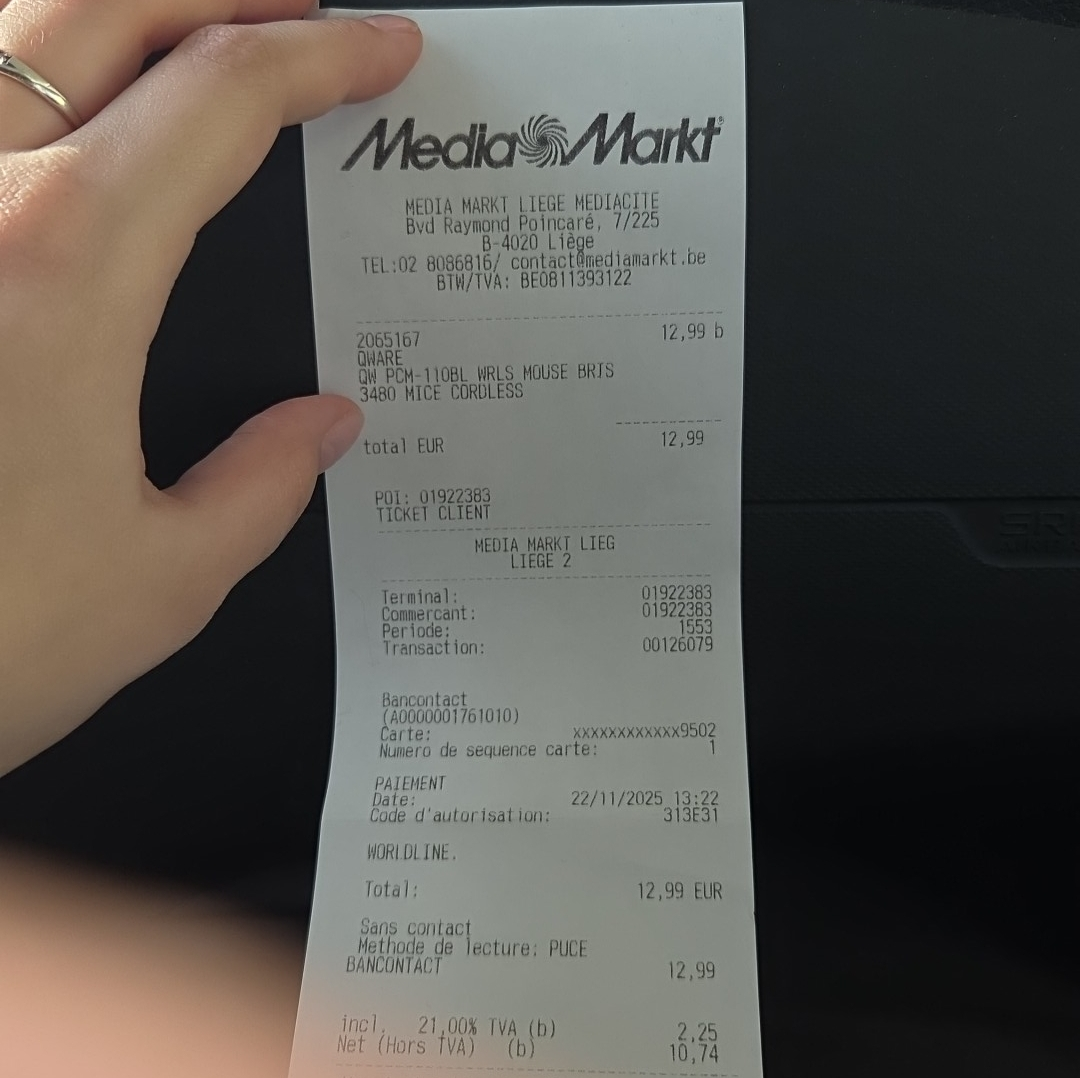 Media Markt
MEDIA MARKT LIEGE MEDIACITE
Bvd Raymond Poincaré, 7/225
B-4020 Liège
TEL:02 8086816/ contact@mediamarkt.be
BTW/TVA: BE0811393122
2065167 12,99 b
QWARE
QW PCM-110BL WRLS MOUSE BRIS
3480 MICE CORDLESS
total EUR 12,99
POI: 01922383
TICKET CLIENT
MEDIA MARKT LIEG
LIEGE 2
Terminal: 01922383
Commercant: 01922383
Periode: 1553
Transaction: 00126079
Bancontact
(A0000001761010)
Carte: xxxxxxxxxxxx9502
Numero de sequence carte: 1
PAIEMENT
Date: 22/11/2025 13:22
Code d'autorisation: 313E31
WORLDLINE.
Total: 12,99 EUR
Sans contact
Methode de lecture: PUCE
BANCONTACT 12,99
incl. 21,00% TVA (b) 2,25
Net (Hors TVA) (b) 10,74